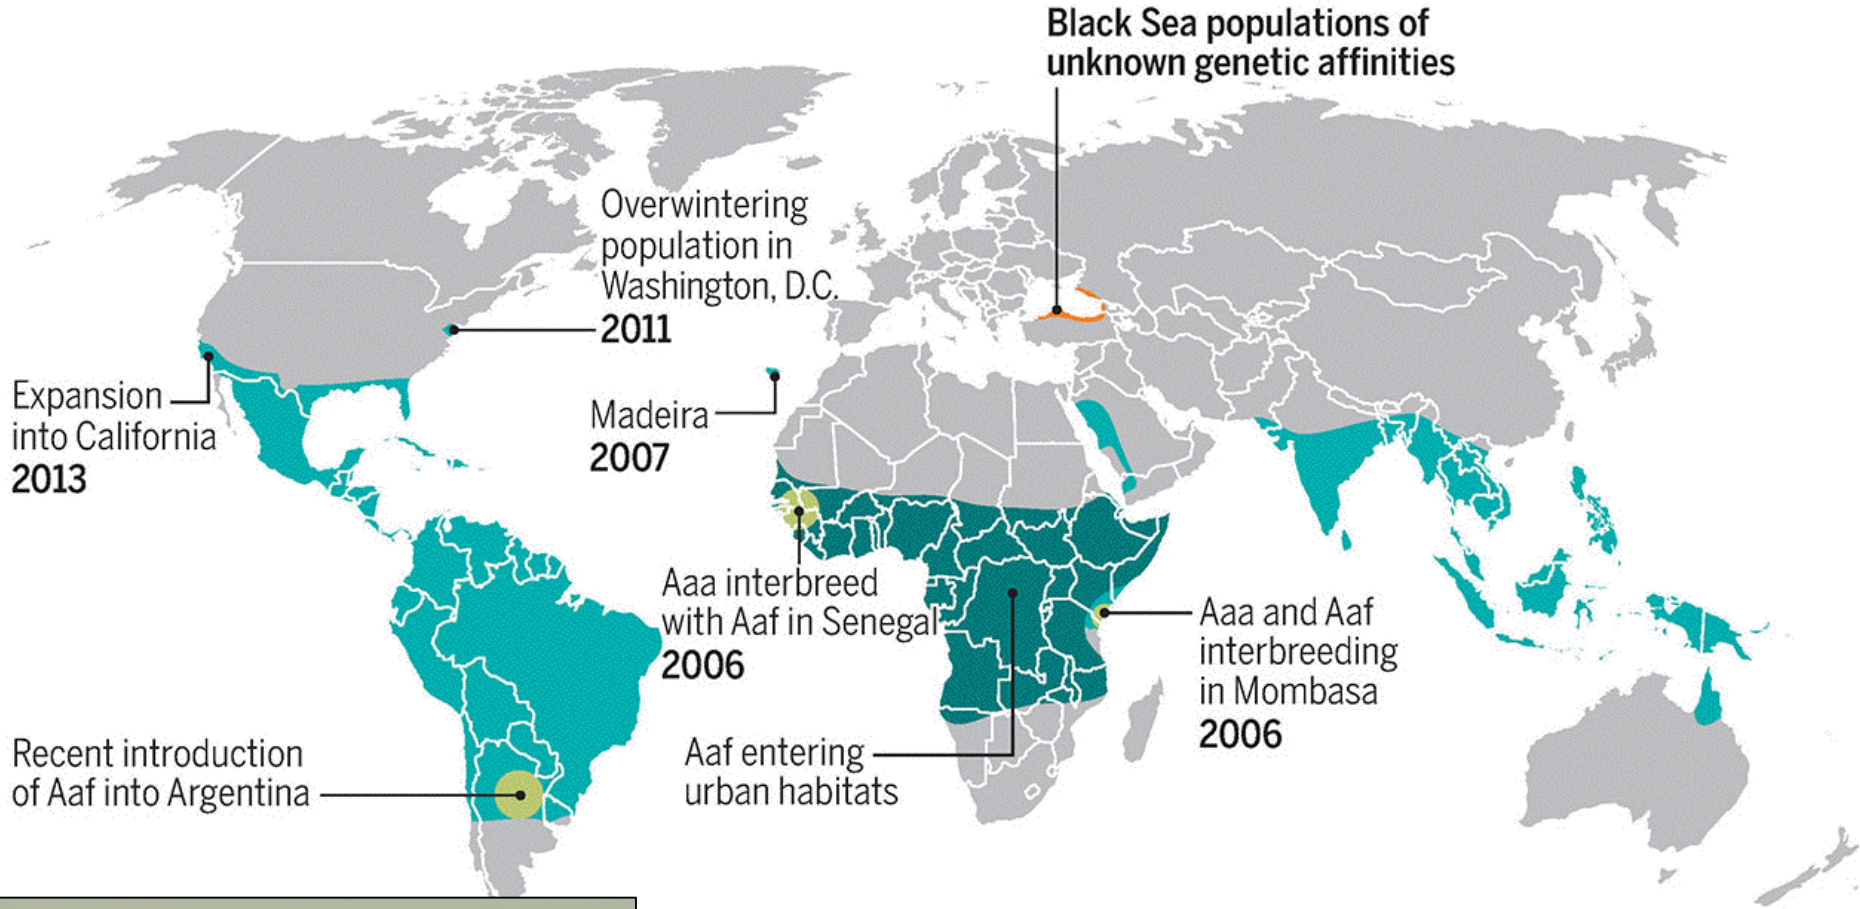 Black Sea populations of
unknown genetic affinities
Overwintering
population in
Washington, D.C.
2011
Expansion
into California
2013
Madeira
2007
Aaa interbreed
with Aaf in Senegal
2006
Aaa and Aaf
interbreeding
in Mombasa
2006
Recent introduction
of Aaf into Argentina
Aaf entering
urban habitats